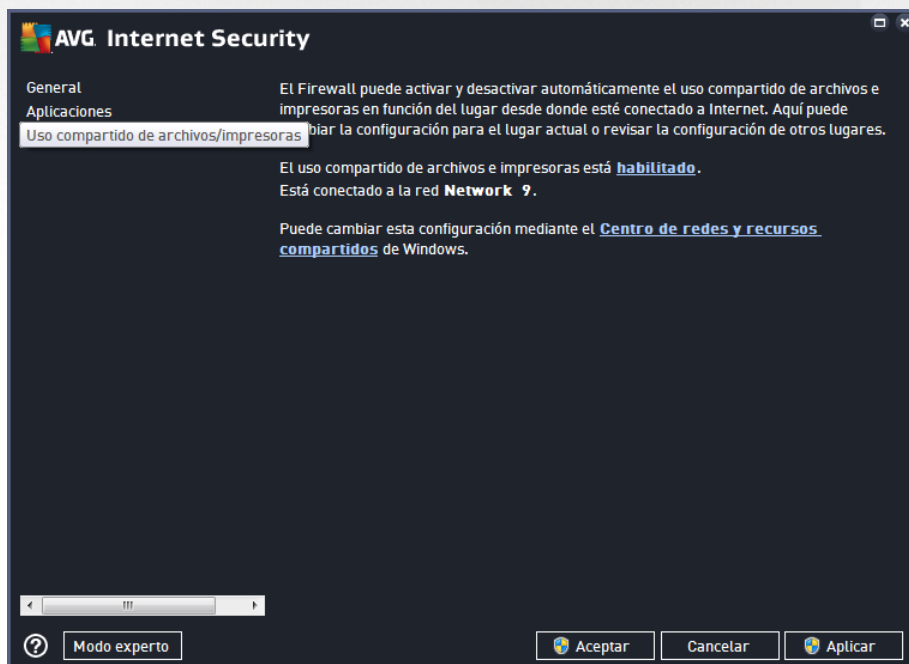 AVG Internet Security
General
Aplicaciones
Uso compartido de archivos/impresoras
El Firewall puede activar y desactivar automáticamente el uso compartido de archivos e
impresoras en función del lugar desde donde esté conectado a Internet. Aquí puede
biar la configuración para el lugar actual o revisar la configuración de otros lugares.
El uso compartido de archivos e impresoras está habilitado.
Está conectado a la red Network 9.
Puede cambiar esta configuración mediante el Centro de redes y recursos
compartidos de Windows.
? Modo experto
Aceptar
Cancelar
Aplicar